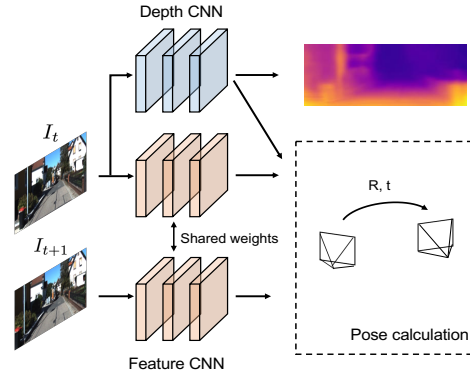 Depth CNN
I_t
R, t
Shared weights
I_{t+1}
Pose calculation
Feature CNN